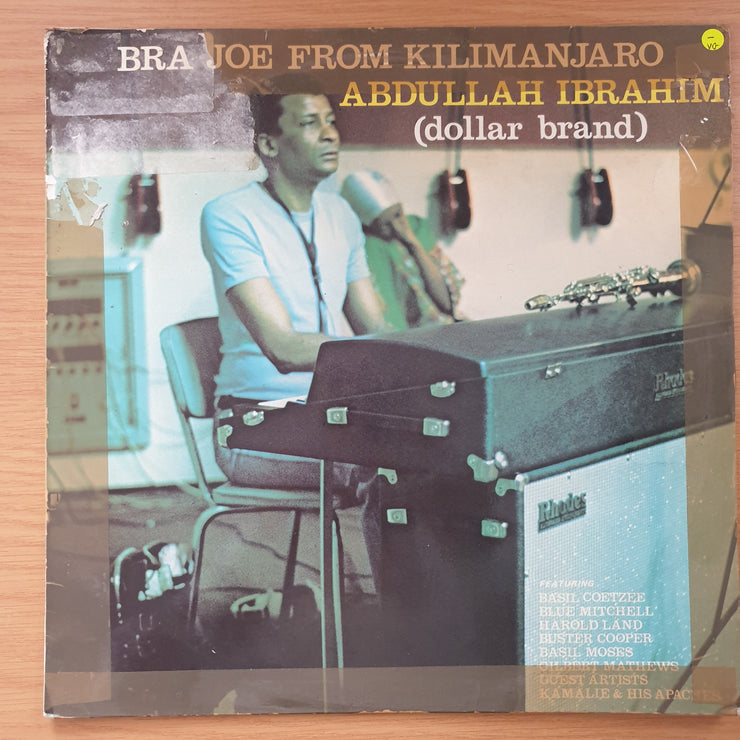 BRA JOE FROM KILIMANJARO
ABDULLAH IBRAHIM
(dollar brand)
VG-
Rhodes
Rhodes
FEATURING
BASIL COETZEE
BLUE MITCHELL
HAROLD LAND
BUSTER COOPER
BASIL MOSES
GILBERT MATHEWS
GUEST ARTISTS
KAMALIE & HIS APACHES